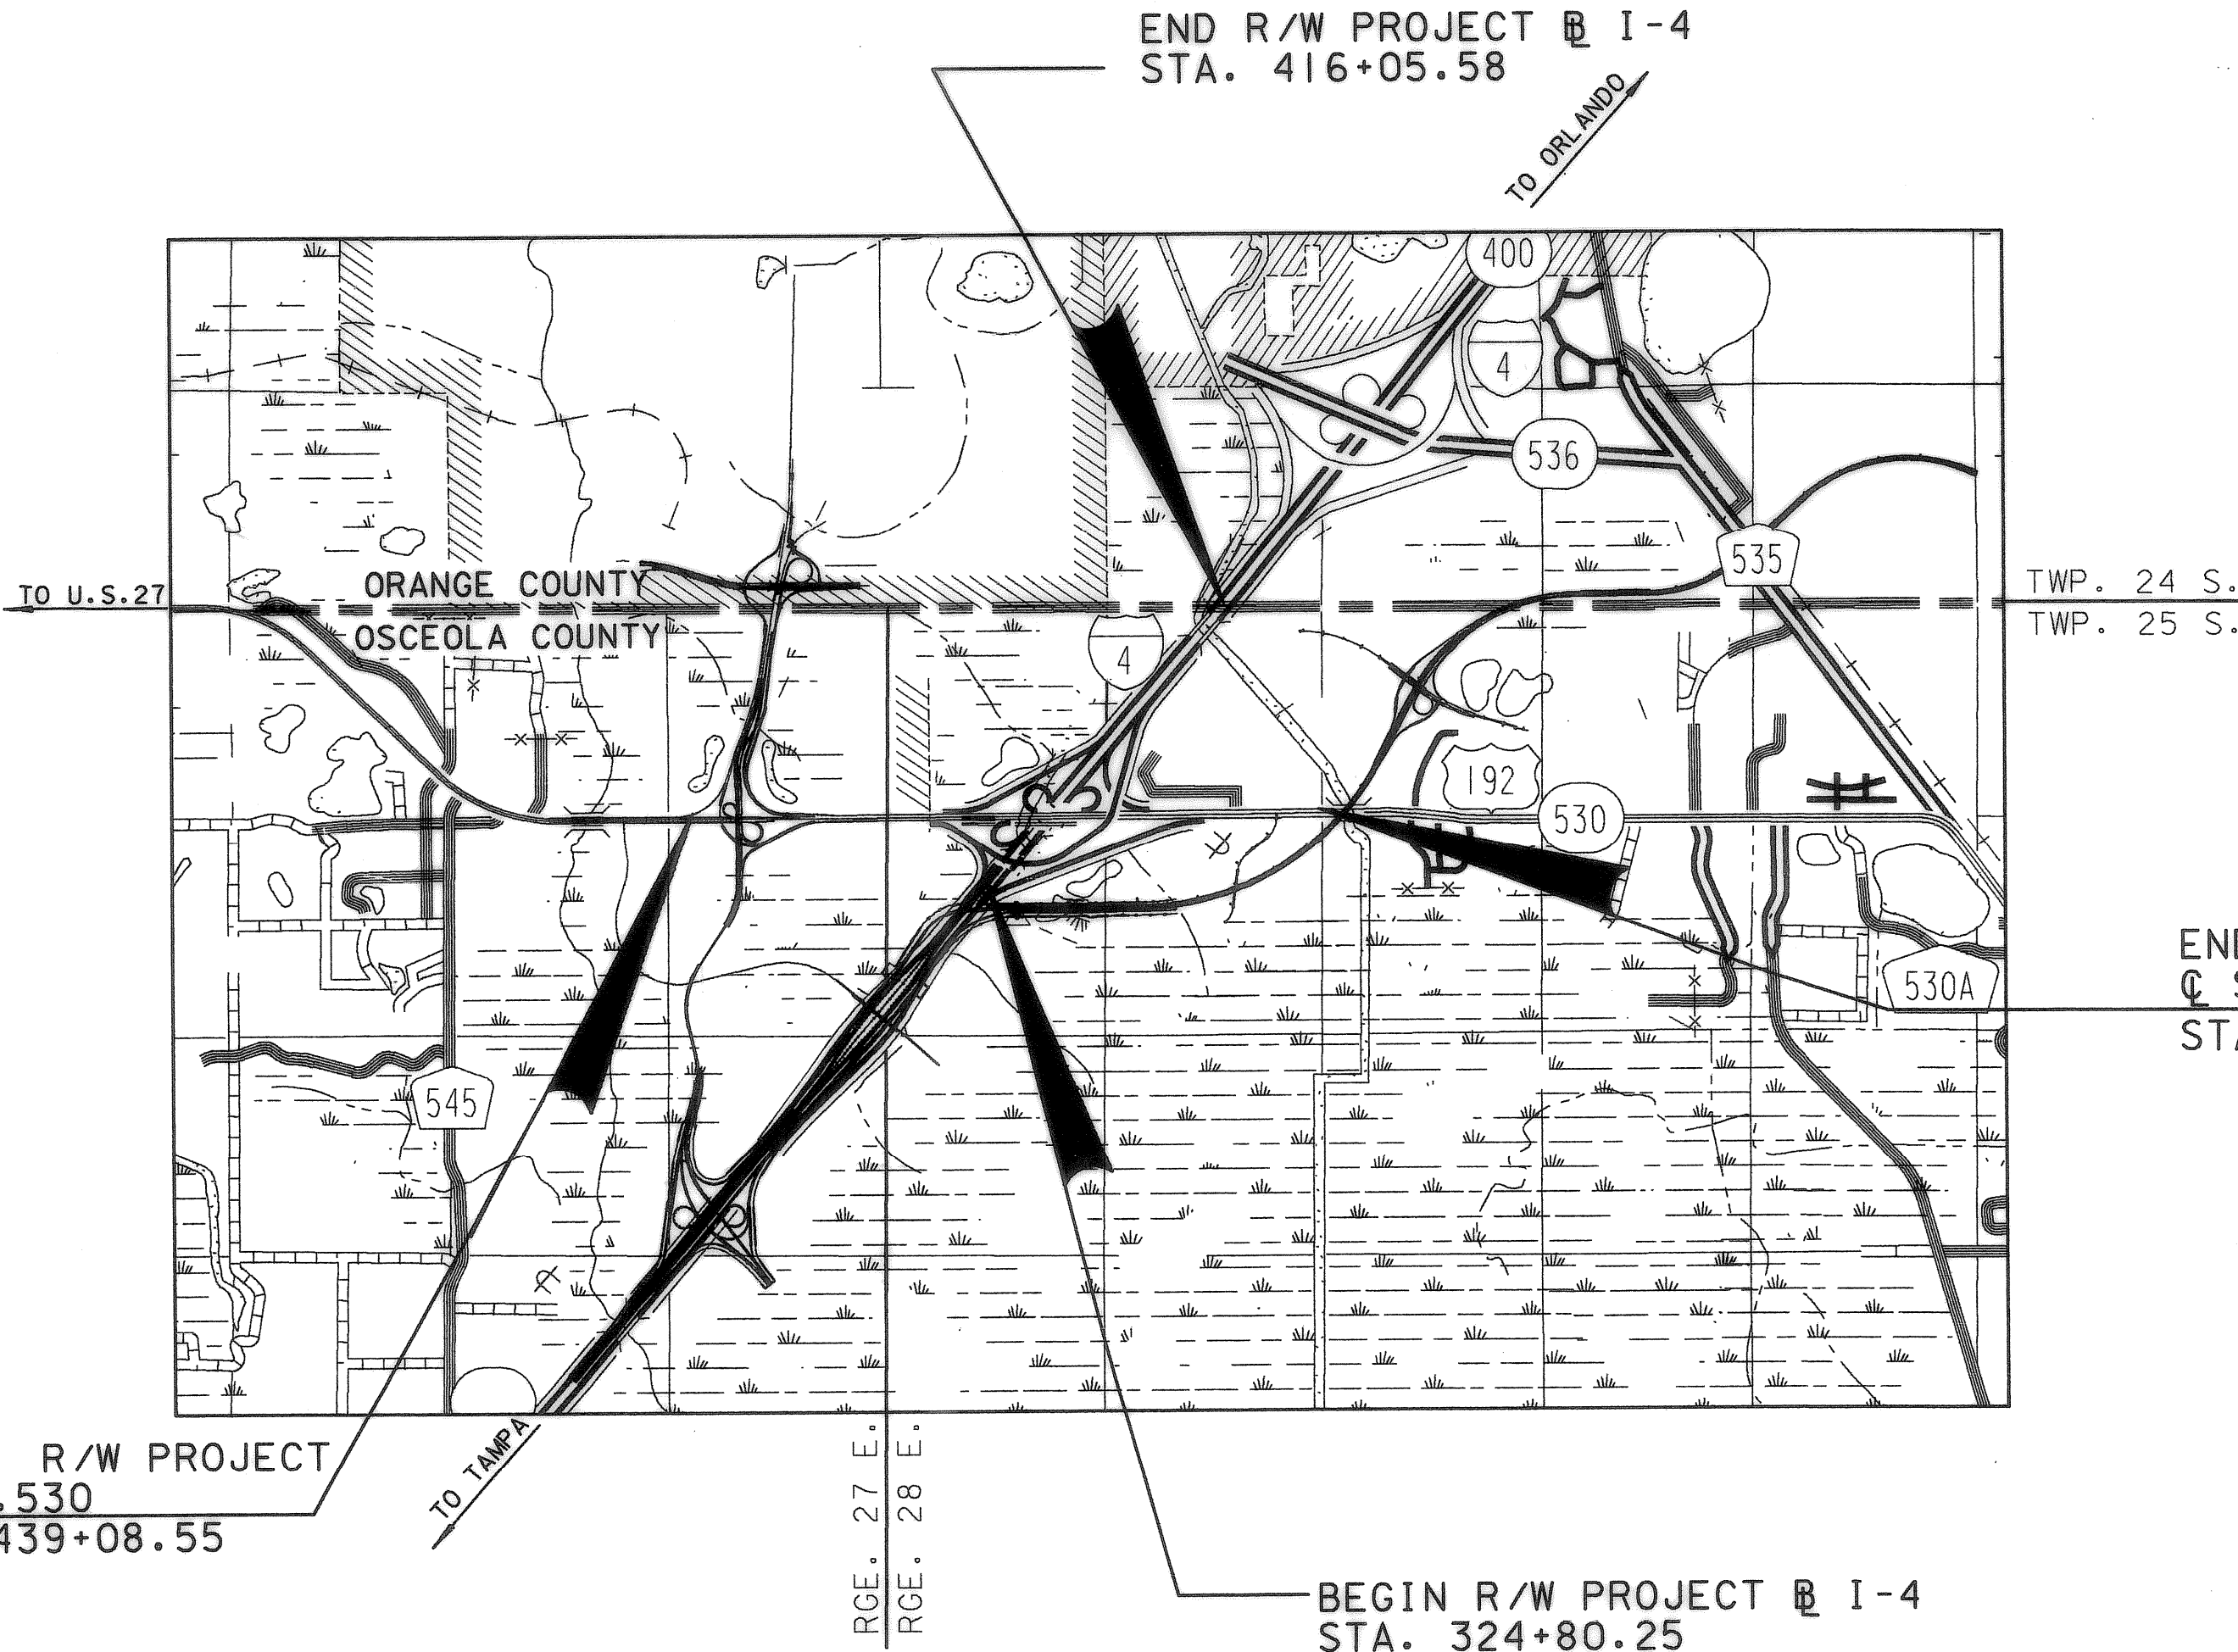 END R/W PROJECT ℄ I-4
STA. 416+05.58
TO ORLANDO
400
4
536
535
ORANGE COUNTY
TO U.S.27
OSCEOLA COUNTY
TWP. 24 S.
TWP. 25 S.
4
192
530
530A
545
R/W PROJECT
.530
439+08.55
TO TAMPA
RGE. 27 E.
RGE. 28 E.
BEGIN R/W PROJECT ℄ I-4
STA. 324+80.25